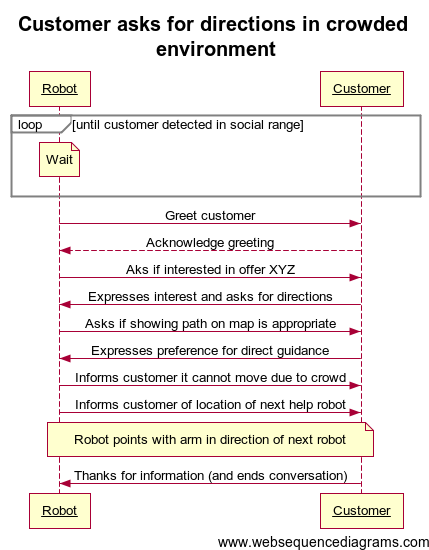 Customer asks for directions in crowded
environment
Robot
Customer
loop
[until customer detected in social range]
Wait
Greet customer
Acknowledge greeting
Aks if interested in offer XYZ
Expresses interest and asks for directions
Asks if showing path on map is appropriate
Expresses preference for direct guidance
Informs customer it cannot move due to crowd
Informs customer of location of next help robot
Robot points with arm in direction of next robot
Thanks for information (and ends conversation)
Robot
Customer
www.websequencediagrams.com